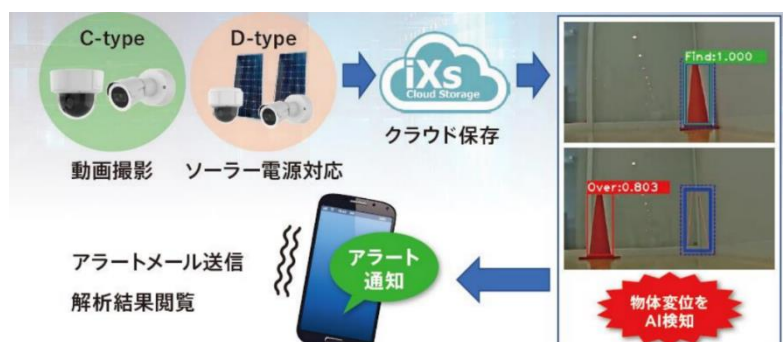 C-type
D-type
iXs
Cloud Storage
動画撮影
ソーラー電源対応
クラウド保存
Find:1.000
Over:0.803
物体変位を
AI検知
アラート
通知
アラートメール送信
解析結果閲覧